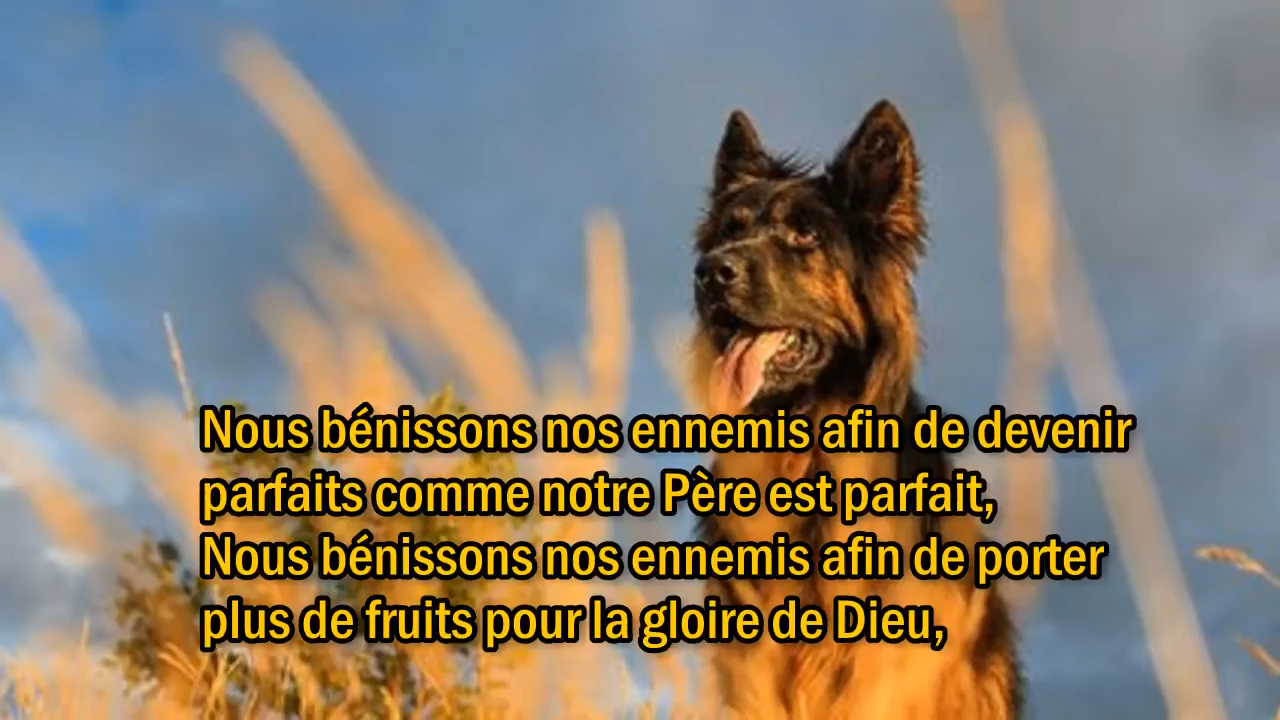 Nous bénissons nos ennemis afin de devenir
parfaits comme notre Père est parfait,
Nous bénissons nos ennemis afin de porter
plus de fruits pour la gloire de Dieu,